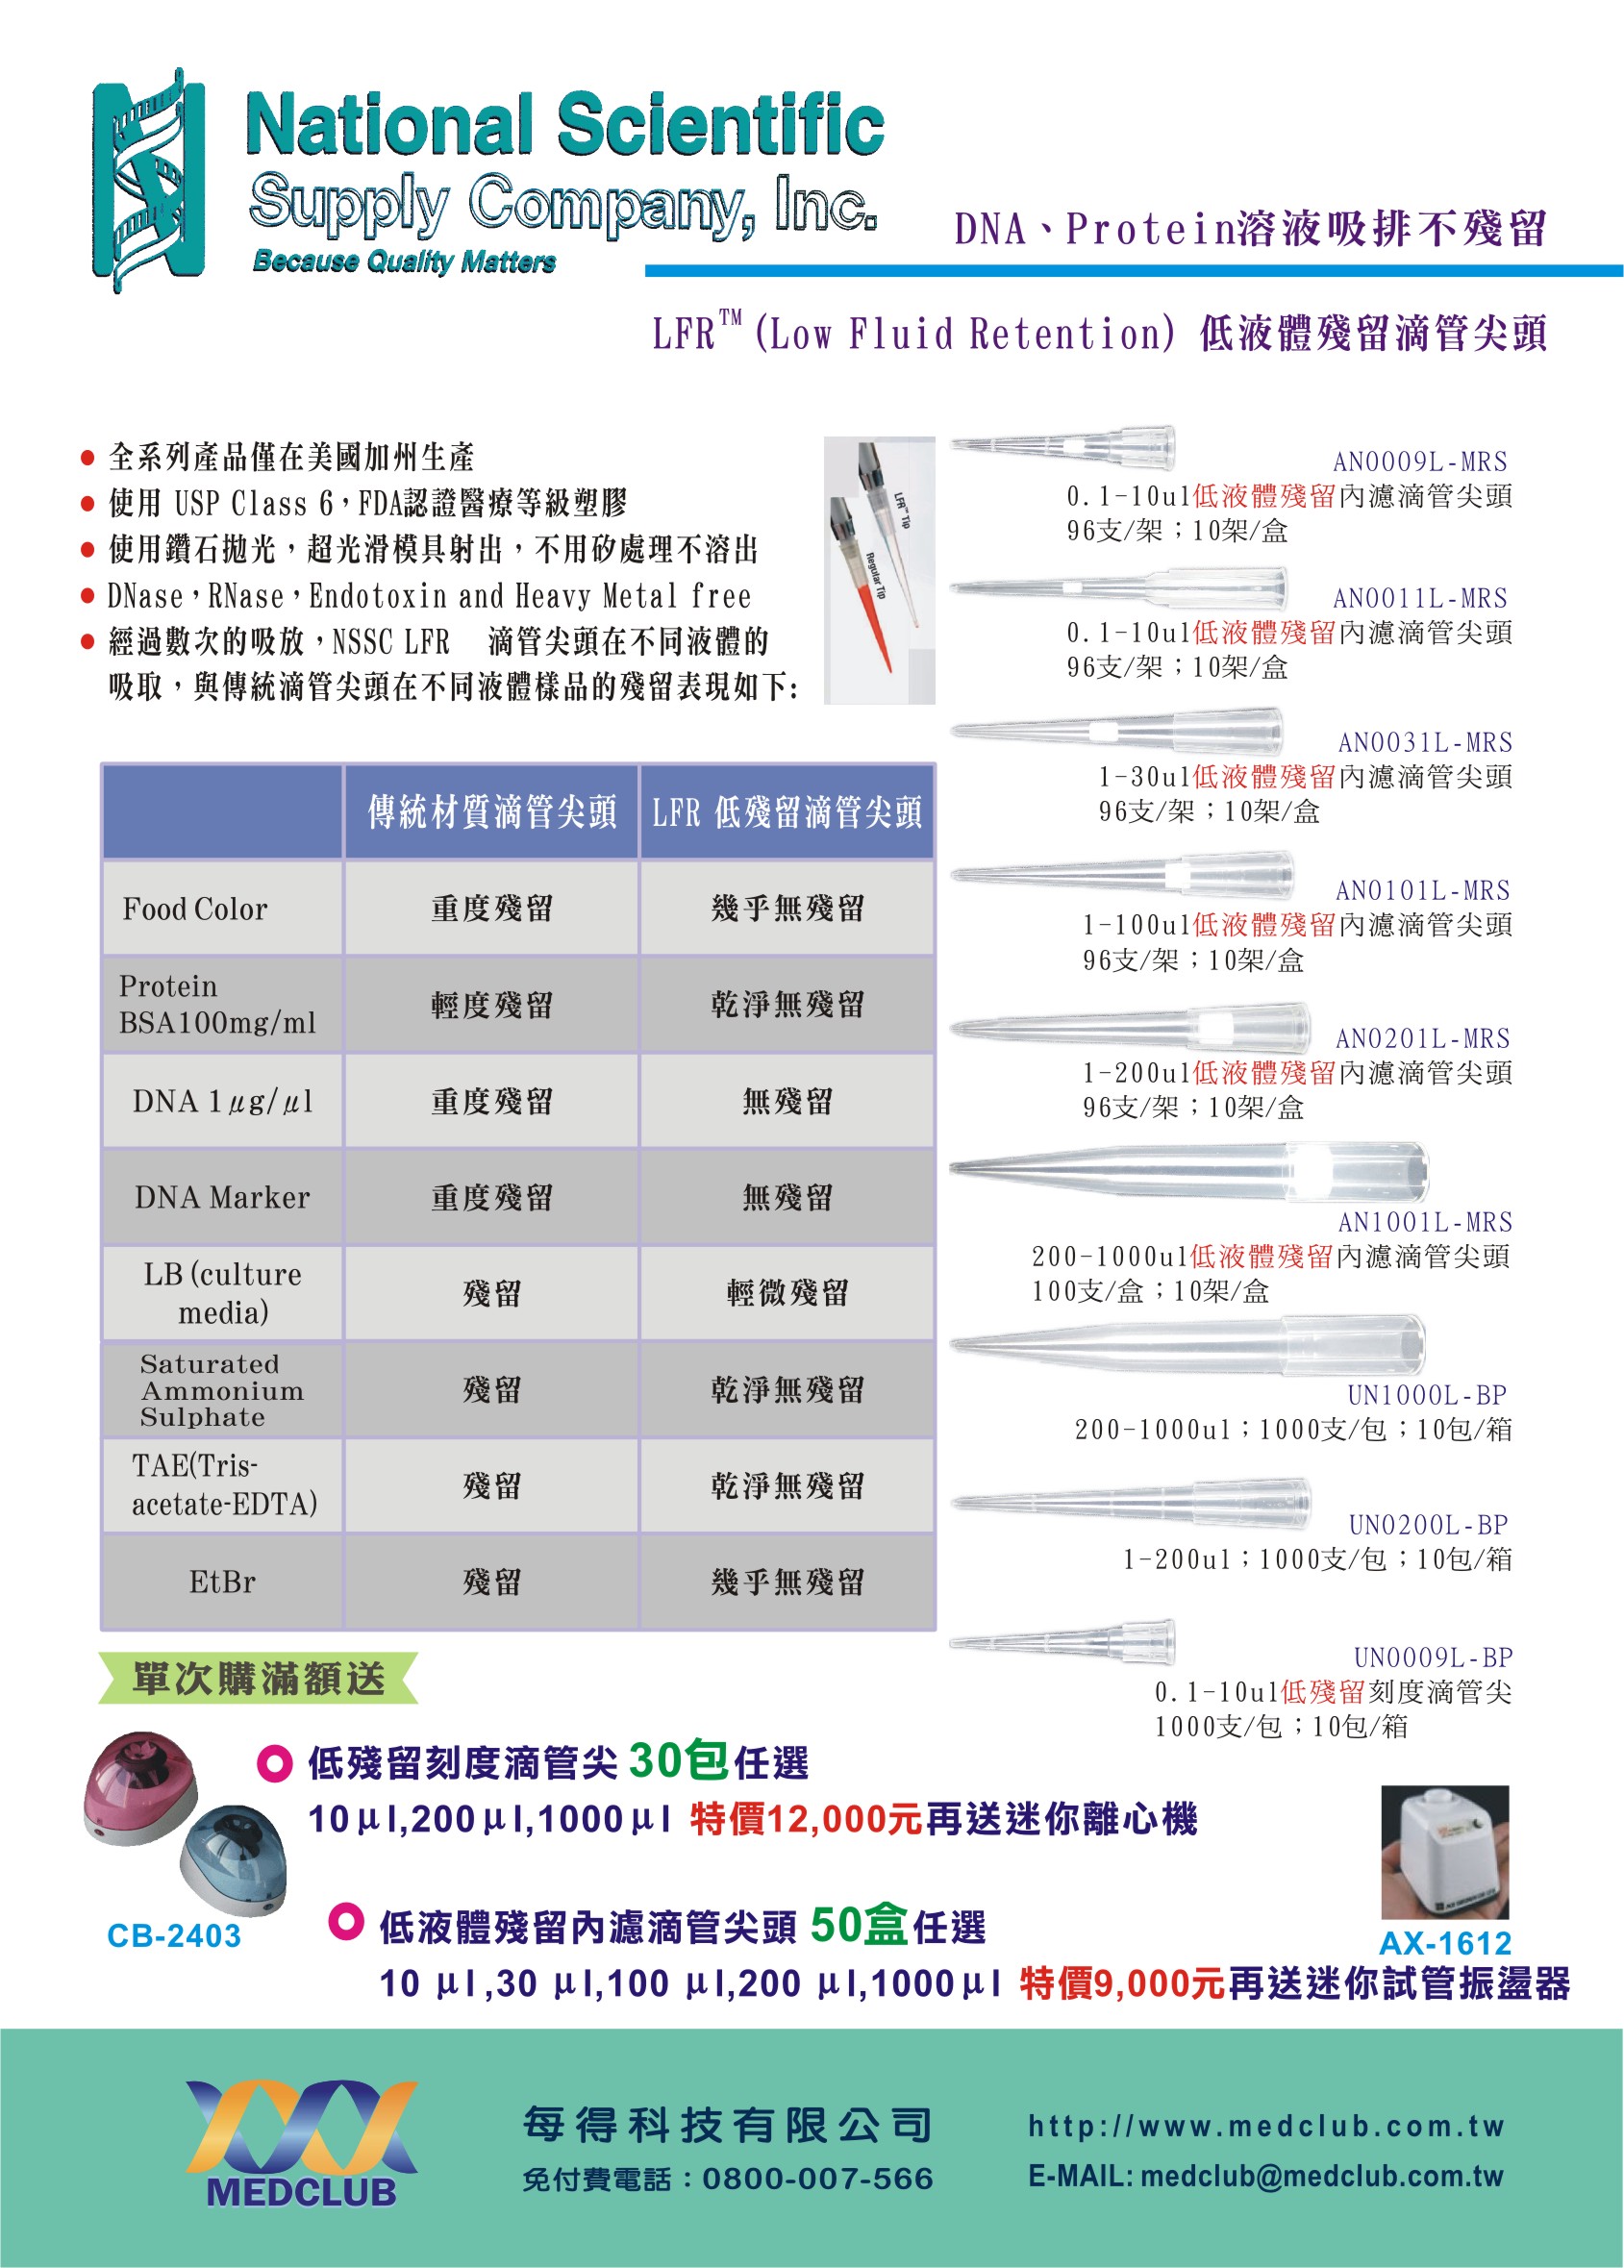 National Scientific
Supply Company, Inc.
Because Quality Matters
DNA、Protein溶液吸排不殘留
LFR™(Low Fluid Retention) 低液體殘留滴管尖頭
● 全系列產品僅在美國加州生產
● 使用 USP Class 6，FDA認證醫療等級塑膠
● 使用鑽石拋光，超光滑模具射出，不用矽處理不溶出
● DNase，RNase，Endotoxin and Heavy Metal free
● 經過數次的吸放，NSSC LFR 滴管尖頭在不同液體的
吸取，與傳統滴管尖頭在不同液體樣品的殘留表現如下:
LFR™ Tip
Regular Tip
傳統材質滴管尖頭 LFR 低殘留滴管尖頭
Food Color 重度殘留 幾乎無殘留
Protein
BSA100mg/ml 輕度殘留 乾淨無殘留
DNA 1μg/μl 重度殘留 無殘留
DNA Marker 重度殘留 無殘留
LB (culture
media) 殘留 輕微殘留
Saturated
Ammonium
Sulphate 殘留 乾淨無殘留
TAE(Tris-
acetate-EDTA) 殘留 乾淨無殘留
EtBr 殘留 幾乎無殘留
AN0009L-MRS
0.1-10ul低液體殘留內濾滴管尖頭
96支/架；10架/盒
AN0011L-MRS
0.1-10ul低液體殘留內濾滴管尖頭
96支/架；10架/盒
AN0031L-MRS
1-30ul低液體殘留內濾滴管尖頭
96支/架；10架/盒
AN0101L-MRS
1-100ul低液體殘留內濾滴管尖頭
96支/架；10架/盒
AN0201L-MRS
1-200ul低液體殘留內濾滴管尖頭
96支/架；10架/盒
AN1001L-MRS
200-1000ul低液體殘留內濾滴管尖頭
100支/盒；10架/盒
UN1000L-BP
200-1000ul；1000支/包；10包/箱
UN0200L-BP
1-200ul；1000支/包；10包/箱
UN0009L-BP
0.1-10ul低殘留刻度滴管尖
1000支/包；10包/箱
單次購滿額送
低殘留刻度滴管尖 30包任選
10μl,200μl,1000μl 特價12,000元再送迷你離心機
CB-2403
低液體殘留內濾滴管尖頭 50盒任選
10 μl,30 μl,100 μl,200 μl,1000μl 特價9,000元再送迷你試管振盪器
AX-1612
MEDCLUB
每得科技有限公司
免付費電話：0800-007-566
http://www.medclub.com.tw
E-MAIL: medclub@medclub.com.tw